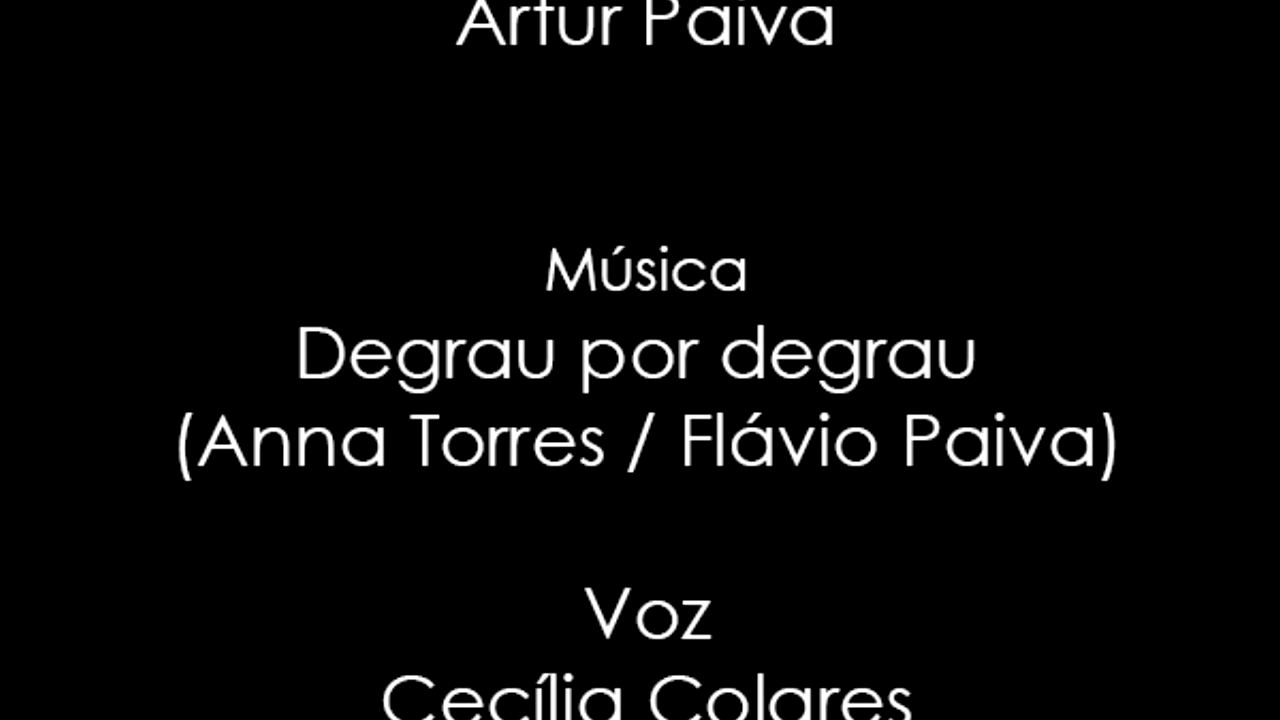 Artur Paiva
Música
Degrau por degrau
(Anna Torres / Flávio Paiva)
Voz
Cecília Colares